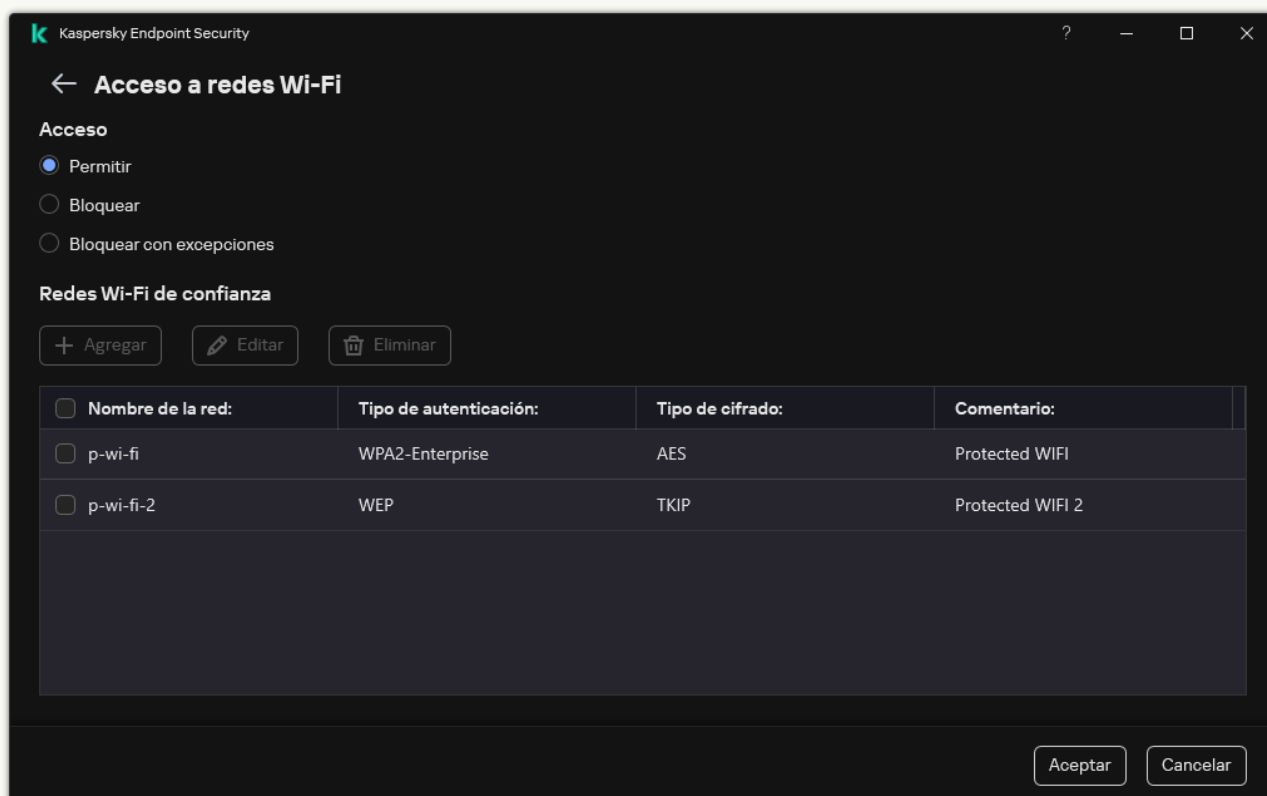 Kaspersky Endpoint Security ?
Acceso a redes Wi-Fi
Acceso
Permitir
Bloquear
Bloquear con excepciones
Redes Wi-Fi de confianza
Agregar Editar Eliminar
Nombre de la red: Tipo de autenticación: Tipo de cifrado: Comentario:
p-wi-fi WPA2-Enterprise AES Protected WIFI
p-wi-fi-2 WEP TKIP Protected WIFI 2
Aceptar Cancelar